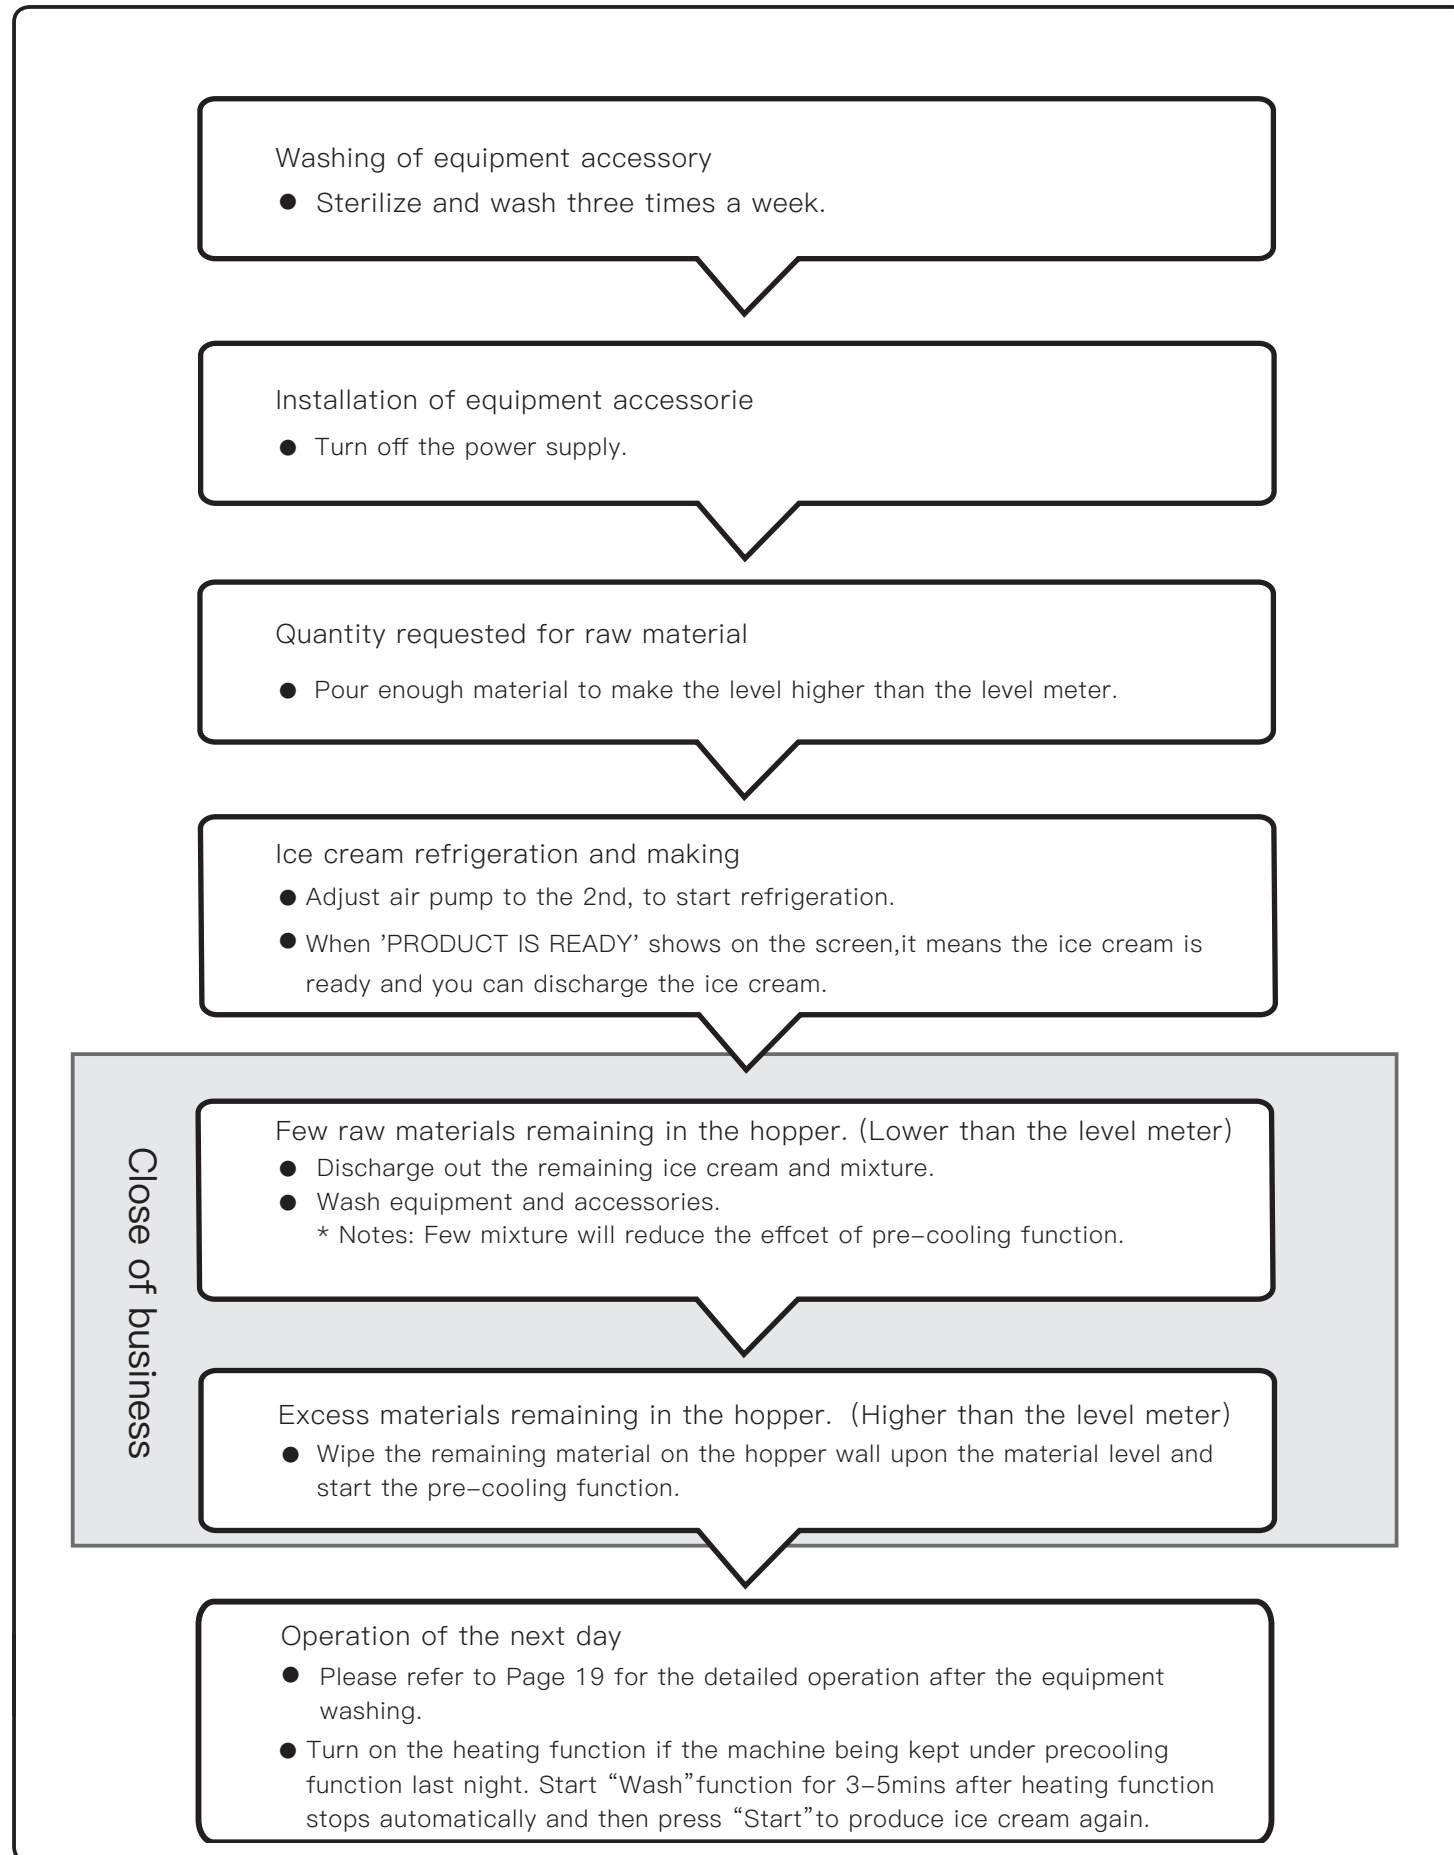 Washing of equipment accessory
● Sterilize and wash three times a week.
Installation of equipment accessorie
● Turn off the power supply.
Quantity requested for raw material
● Pour enough material to make the level higher than the level meter.
Ice cream refrigeration and making
● Adjust air pump to the 2nd, to start refrigeration.
● When ’PRODUCT IS READY’ shows on the screen,it means the ice cream is
ready and you can discharge the ice cream.
Close of business
Few raw materials remaining in the hopper. (Lower than the level meter)
● Discharge out the remaining ice cream and mixture.
● Wash equipment and accessories.
* Notes: Few mixture will reduce the effcet of pre–cooling function.
Excess materials remaining in the hopper. (Higher than the level meter)
● Wipe the remaining material on the hopper wall upon the material level and
start the pre–cooling function.
Operation of the next day
● Please refer to Page 19 for the detailed operation after the equipment
washing.
● Turn on the heating function if the machine being kept under precooling
function last night. Start “Wash”function for 3–5mins after heating function
stops automatically and then press “Start”to produce ice cream again.